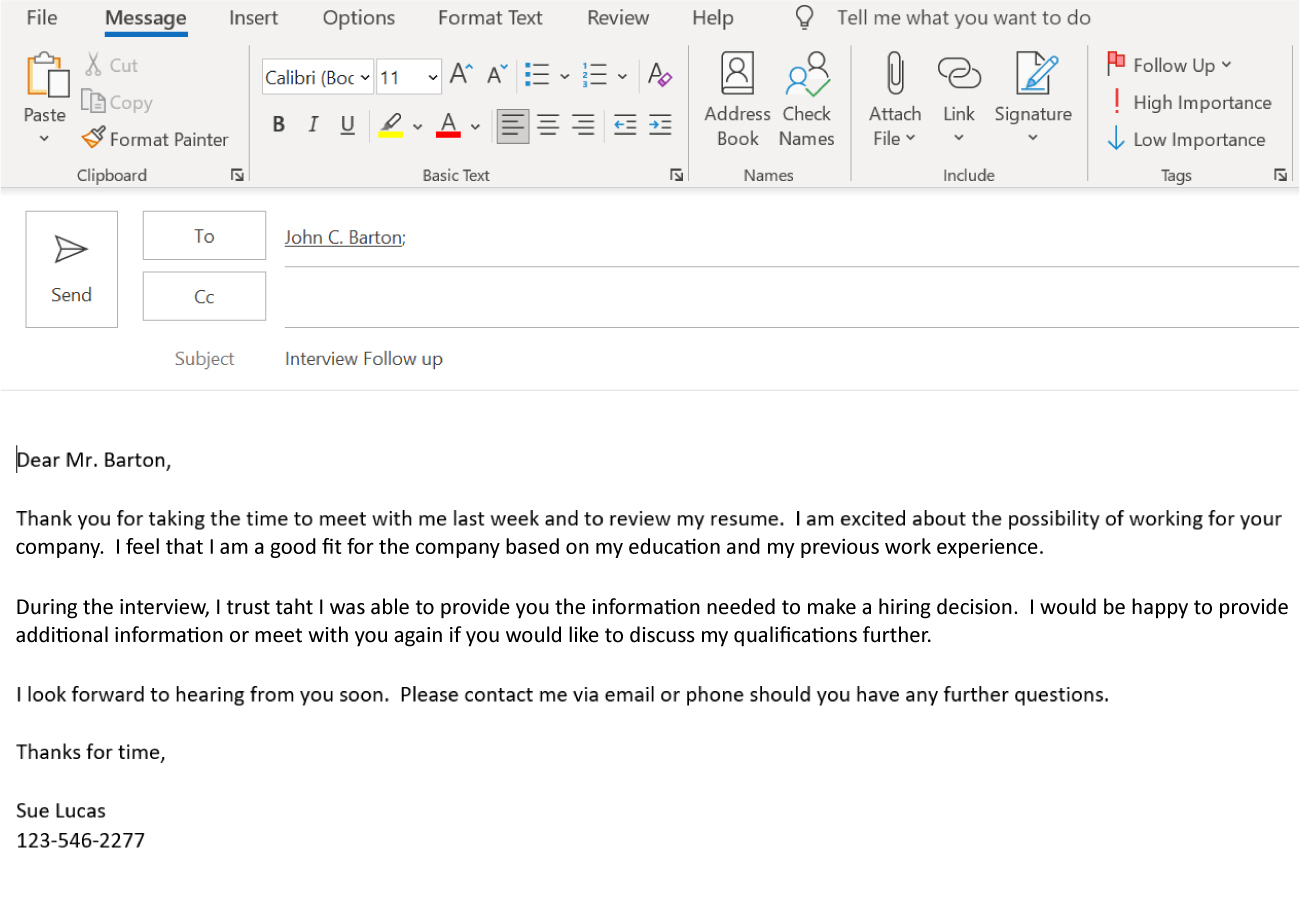 File Message Insert Options Format Text Review Help Tell me what you want to do
Paste
Cut
Copy
Format Painter
Clipboard
Calibri (Boc 11
B I U A
Basic Text
Address Book
Check Names
Names
Attach File
Link
Signature
Include
Follow Up
High Importance
Low Importance
Tags
Send
To John C. Barton;
Cc
Subject Interview Follow up
Dear Mr. Barton,
Thank you for taking the time to meet with me last week and to review my resume.  I am excited about the possibility of working for your
company.  I feel that I am a good fit for the company based on my education and my previous work experience.
During the interview, I trust taht I was able to provide you the information needed to make a hiring decision.  I would be happy to provide
additional information or meet with you again if you would like to discuss my qualifications further.
I look forward to hearing from you soon.  Please contact me via email or phone should you have any further questions.
Thanks for time,
Sue Lucas
123-546-2277